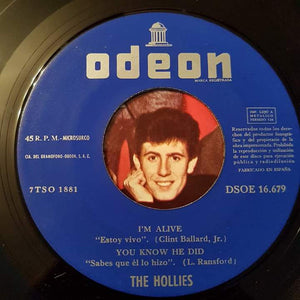 odeon
MARCA REGISTRADA
45 R. P. M. - MICROSURCO
CIA. DEL GRAMOFONO-ODEON, S. A. E.
7TSO 1881
Reservados todos los derechos del productor fonográfico y del propietario de la obra impresionada. Prohibida la reproducción y utilización de este disco para ejecución pública y radiodifusión
FABRICADO EN ESPAÑA
DSOE 16.679
I'M ALIVE
"Estoy vivo". (Clint Ballard, Jr.)
YOU KNOW HE DID
"Sabes que él lo hizo". (L. Ransford)
THE HOLLIES